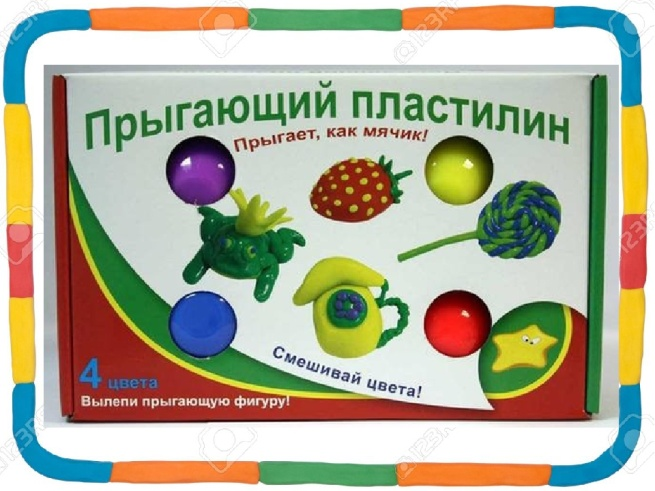 Прыгающий пластилин
Прыгает, как мячик!
Смешивай цвета!
4 цвета
Вылепи прыгающую фигуру!